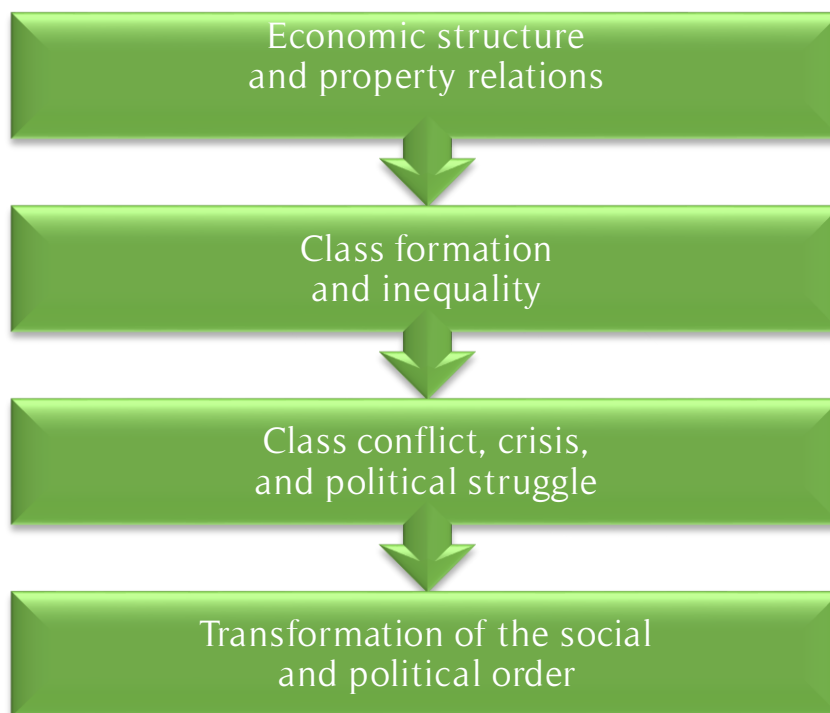 Economic structure
and property relations
Class formation
and inequality
Class conflict, crisis,
and political struggle
Transformation of the social
and political order